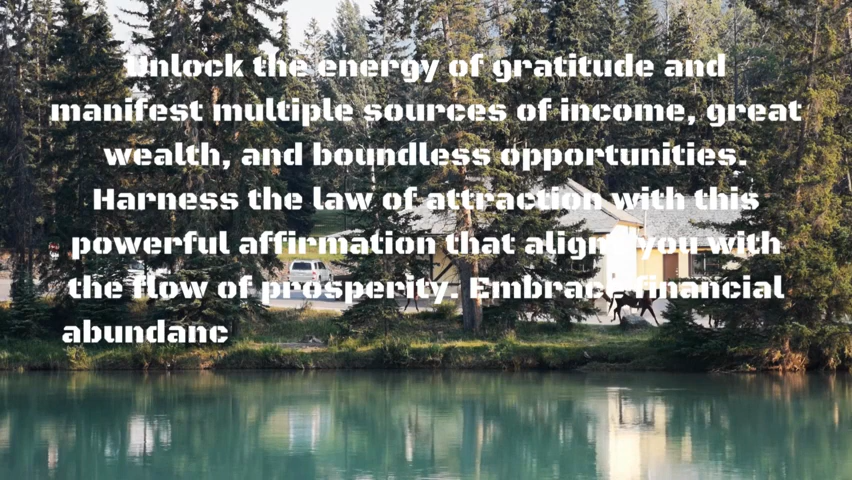 Unlock the energy of gratitude and
manifest multiple sources of income, great
wealth, and boundless opportunities.
Harness the law of attraction with this
powerful affirmation that aligns you with
the flow of prosperity. Embrace financial
abundanc